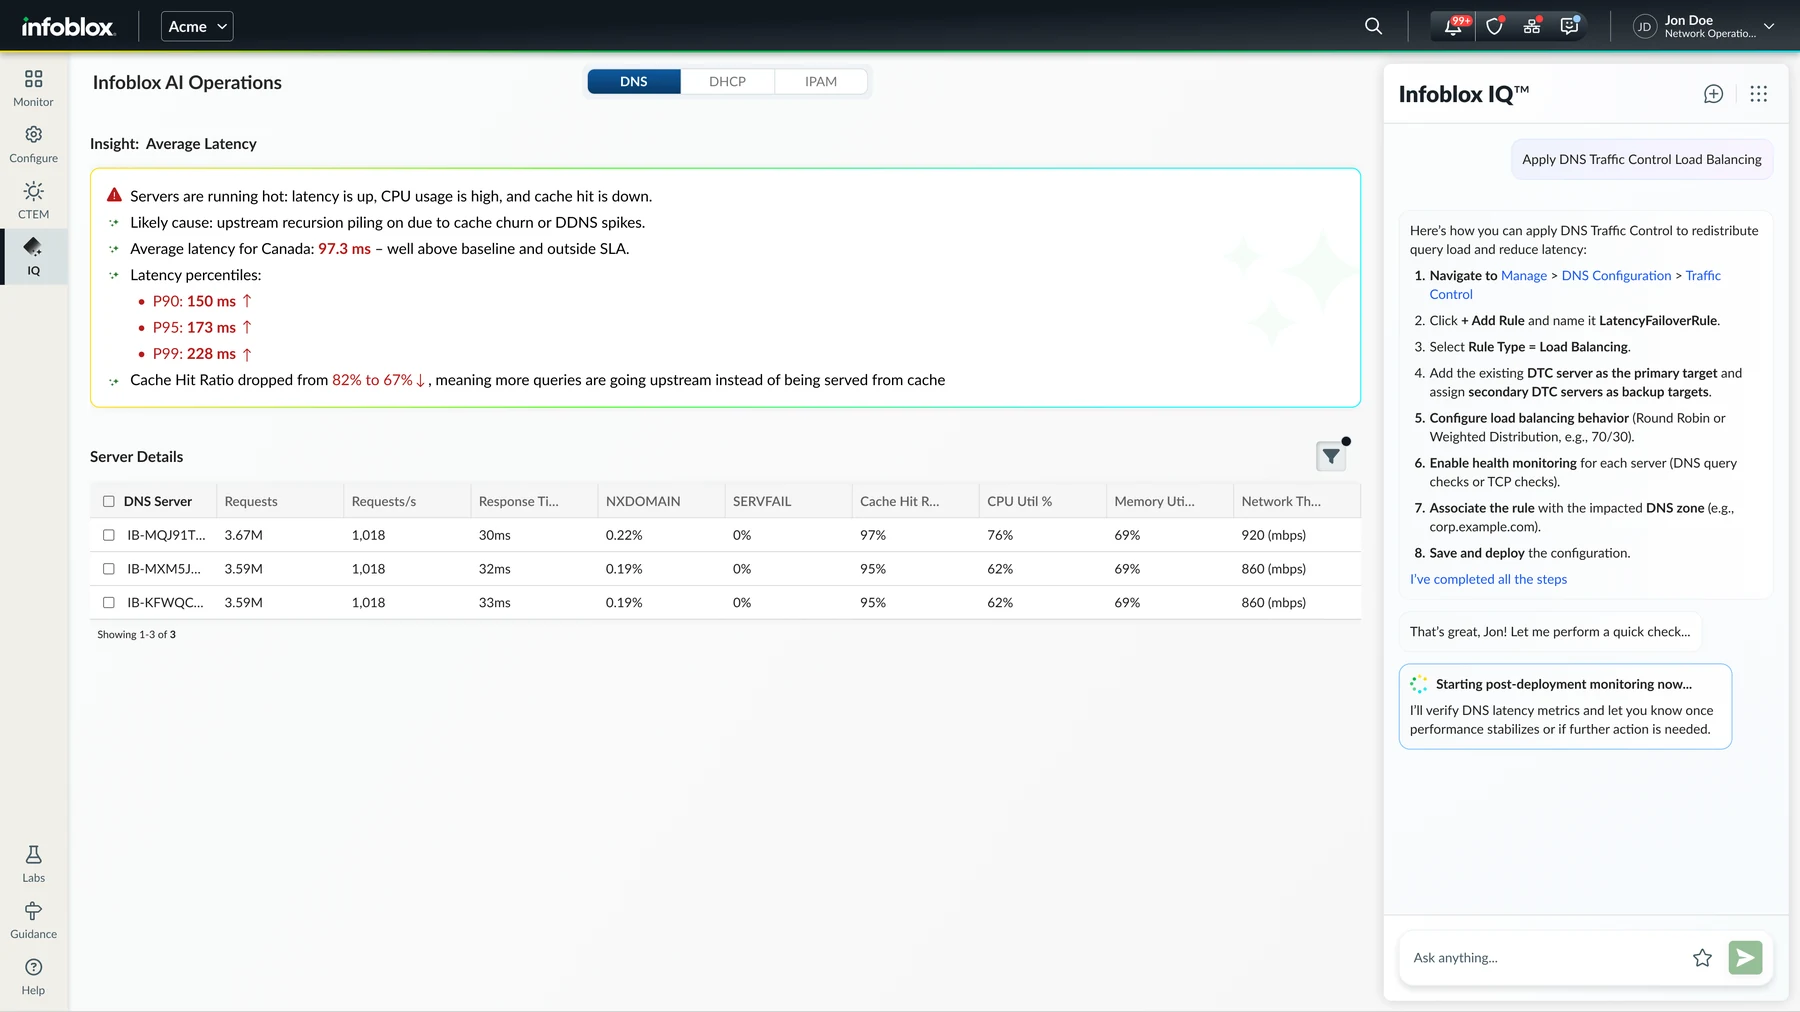 infoblox
Acme
99+
JD
Jon Doe
Network Operatio...
Monitor
Configure
CTEM
IQ
Labs
Guidance
Help
Infoblox AI Operations
DNS
DHCP
IPAM
Insight: Average Latency
Servers are running hot: latency is up, CPU usage is high, and cache hit is down.
Likely cause: upstream recursion piling on due to cache churn or DDNS spikes.
Average latency for Canada: 97.3 ms – well above baseline and outside SLA.
Latency percentiles:
• P90: 150 ms ↑
• P95: 173 ms ↑
• P99: 228 ms ↑
Cache Hit Ratio dropped from 82% to 67% ↓ , meaning more queries are going upstream instead of being served from cache
Server Details
DNS Server Requests Requests/s Response Ti... NXDOMAIN SERVFAIL Cache Hit R... CPU Util % Memory Uti... Network Th...
IB-MQJ91T... 3.67M 1,018 30ms 0.22% 0% 97% 76% 69% 920 (mbps)
IB-MXM5J... 3.59M 1,018 32ms 0.19% 0% 95% 62% 69% 860 (mbps)
IB-KFWQC... 3.59M 1,018 33ms 0.19% 0% 95% 62% 69% 860 (mbps)
Showing 1-3 of 3
Infoblox IQ™
Apply DNS Traffic Control Load Balancing
Here's how you can apply DNS Traffic Control to redistribute
query load and reduce latency:
1. Navigate to Manage > DNS Configuration > Traffic
Control
2. Click + Add Rule and name it LatencyFailoverRule.
3. Select Rule Type = Load Balancing.
4. Add the existing DTC server as the primary target and
assign secondary DTC servers as backup targets.
5. Configure load balancing behavior (Round Robin or
Weighted Distribution, e.g., 70/30).
6. Enable health monitoring for each server (DNS query
checks or TCP checks).
7. Associate the rule with the impacted DNS zone (e.g.,
corp.example.com).
8. Save and deploy the configuration.
I've completed all the steps
That's great, Jon! Let me perform a quick check...
Starting post-deployment monitoring now...
I'll verify DNS latency metrics and let you know once
performance stabilizes or if further action is needed.
Ask anything...